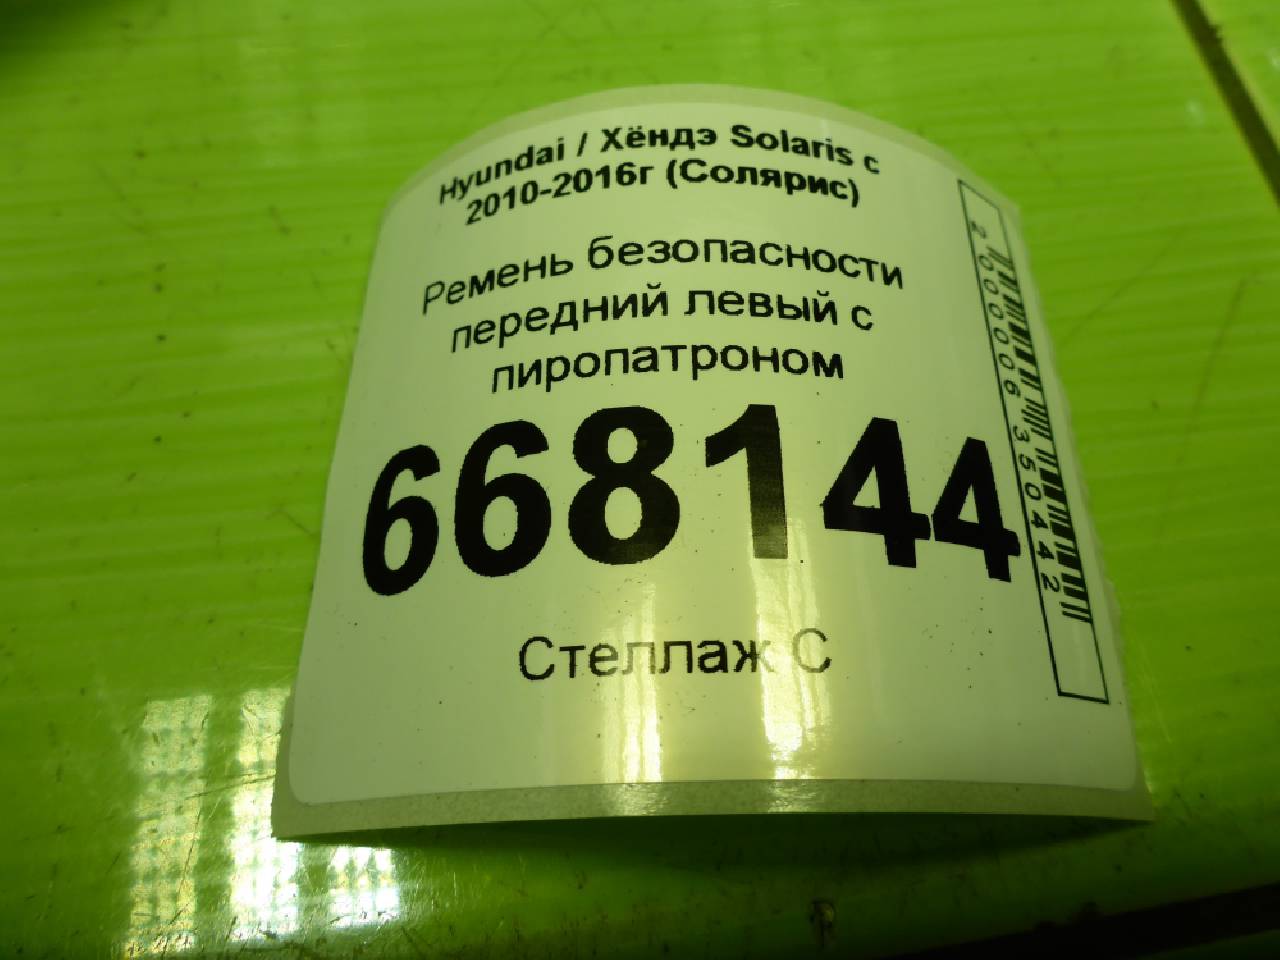 Hyundai / Хёндэ Solaris с
2010-2016г (Солярис)
Ремень безопасности
передний левый с
пиропатроном
668144
Стеллаж С
2000006350442